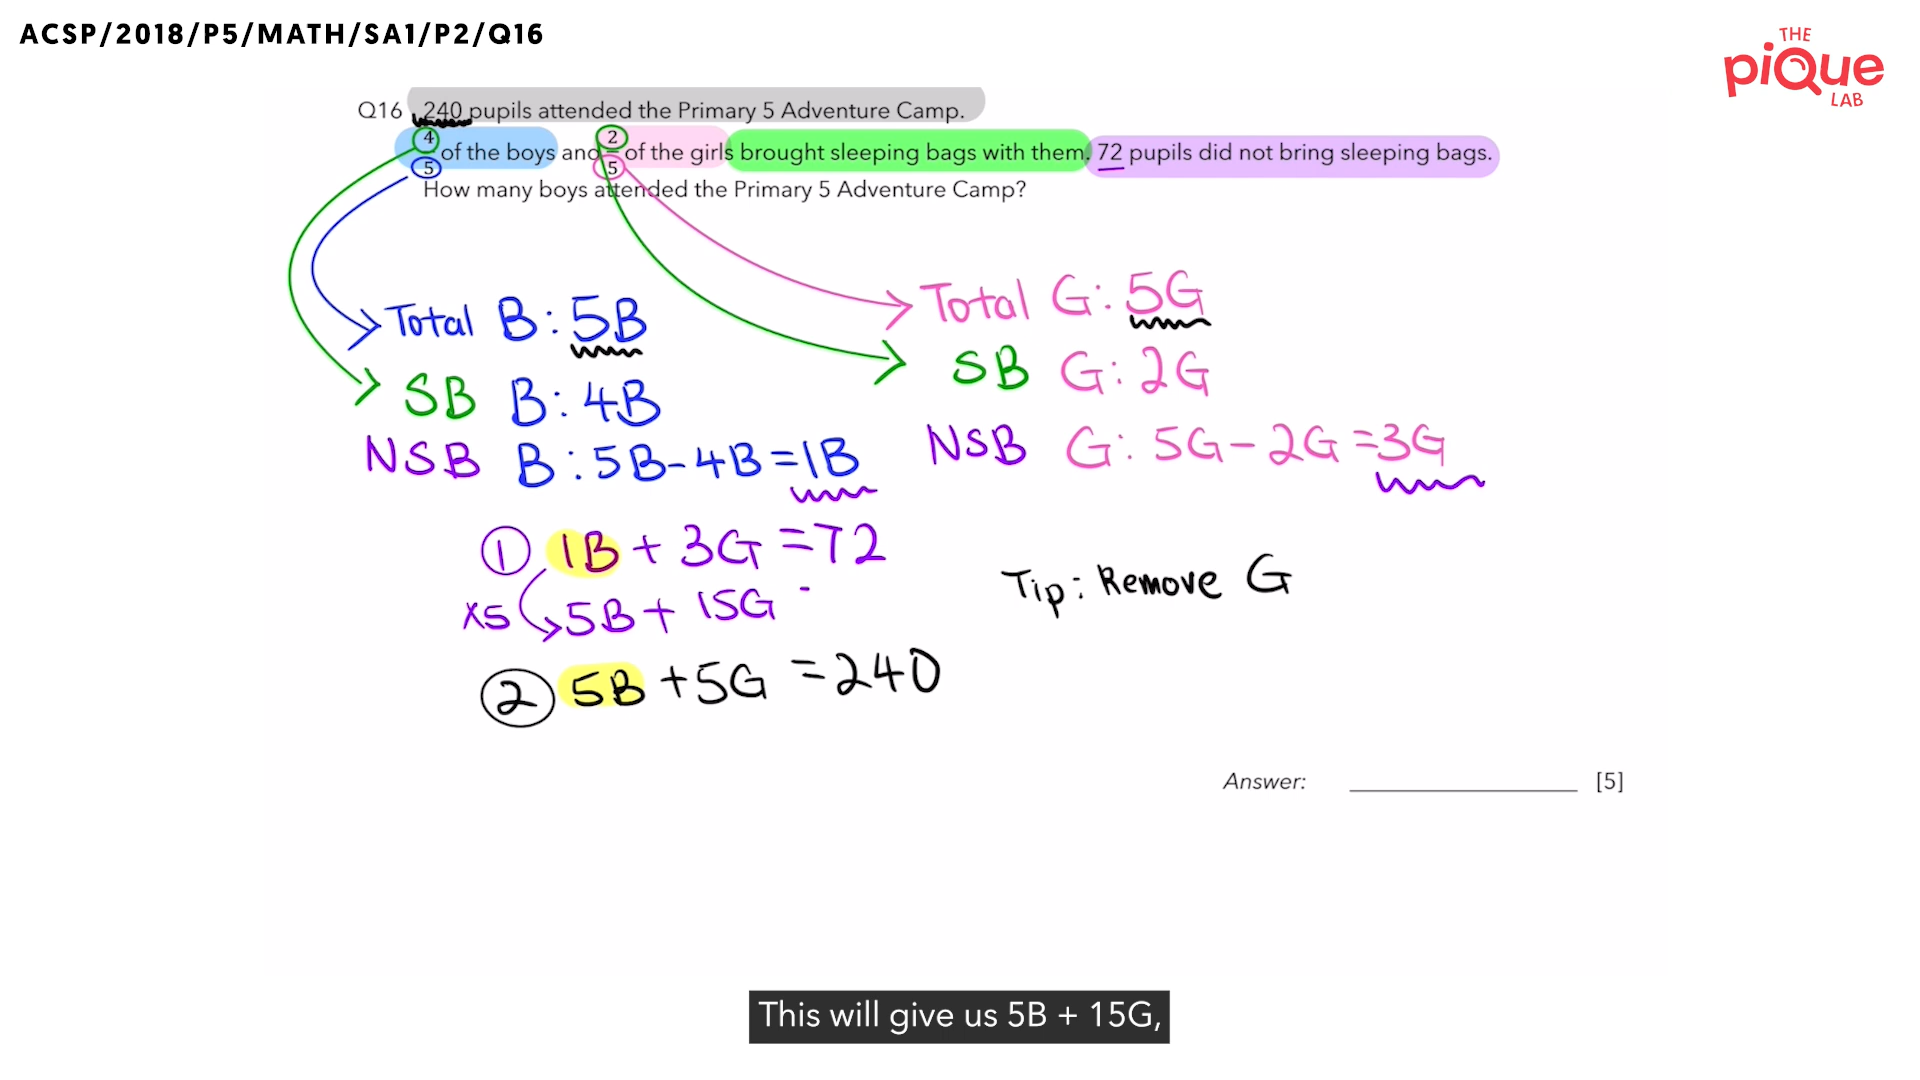 ACSP/2018/P5/MATH/SA1/P2/Q16
THE
piQue
LAB
Q16 240 pupils attended the Primary 5 Adventure Camp.
4/5 of the boys and 2/5 of the girls brought sleeping bags with them. 72 pupils did not bring sleeping bags.
How many boys attended the Primary 5 Adventure Camp?
Total B: 5B
SB B: 4B
NSB B: 5B-4B=1B
Total G: 5G
SB G: 2G
NSB G: 5G-2G=3G
① 1B + 3G =72
x5 5B+ 15G
② 5B +5G =240
Tip: Remove G
Answer: ____________ [5]
This will give us 5B + 15G,